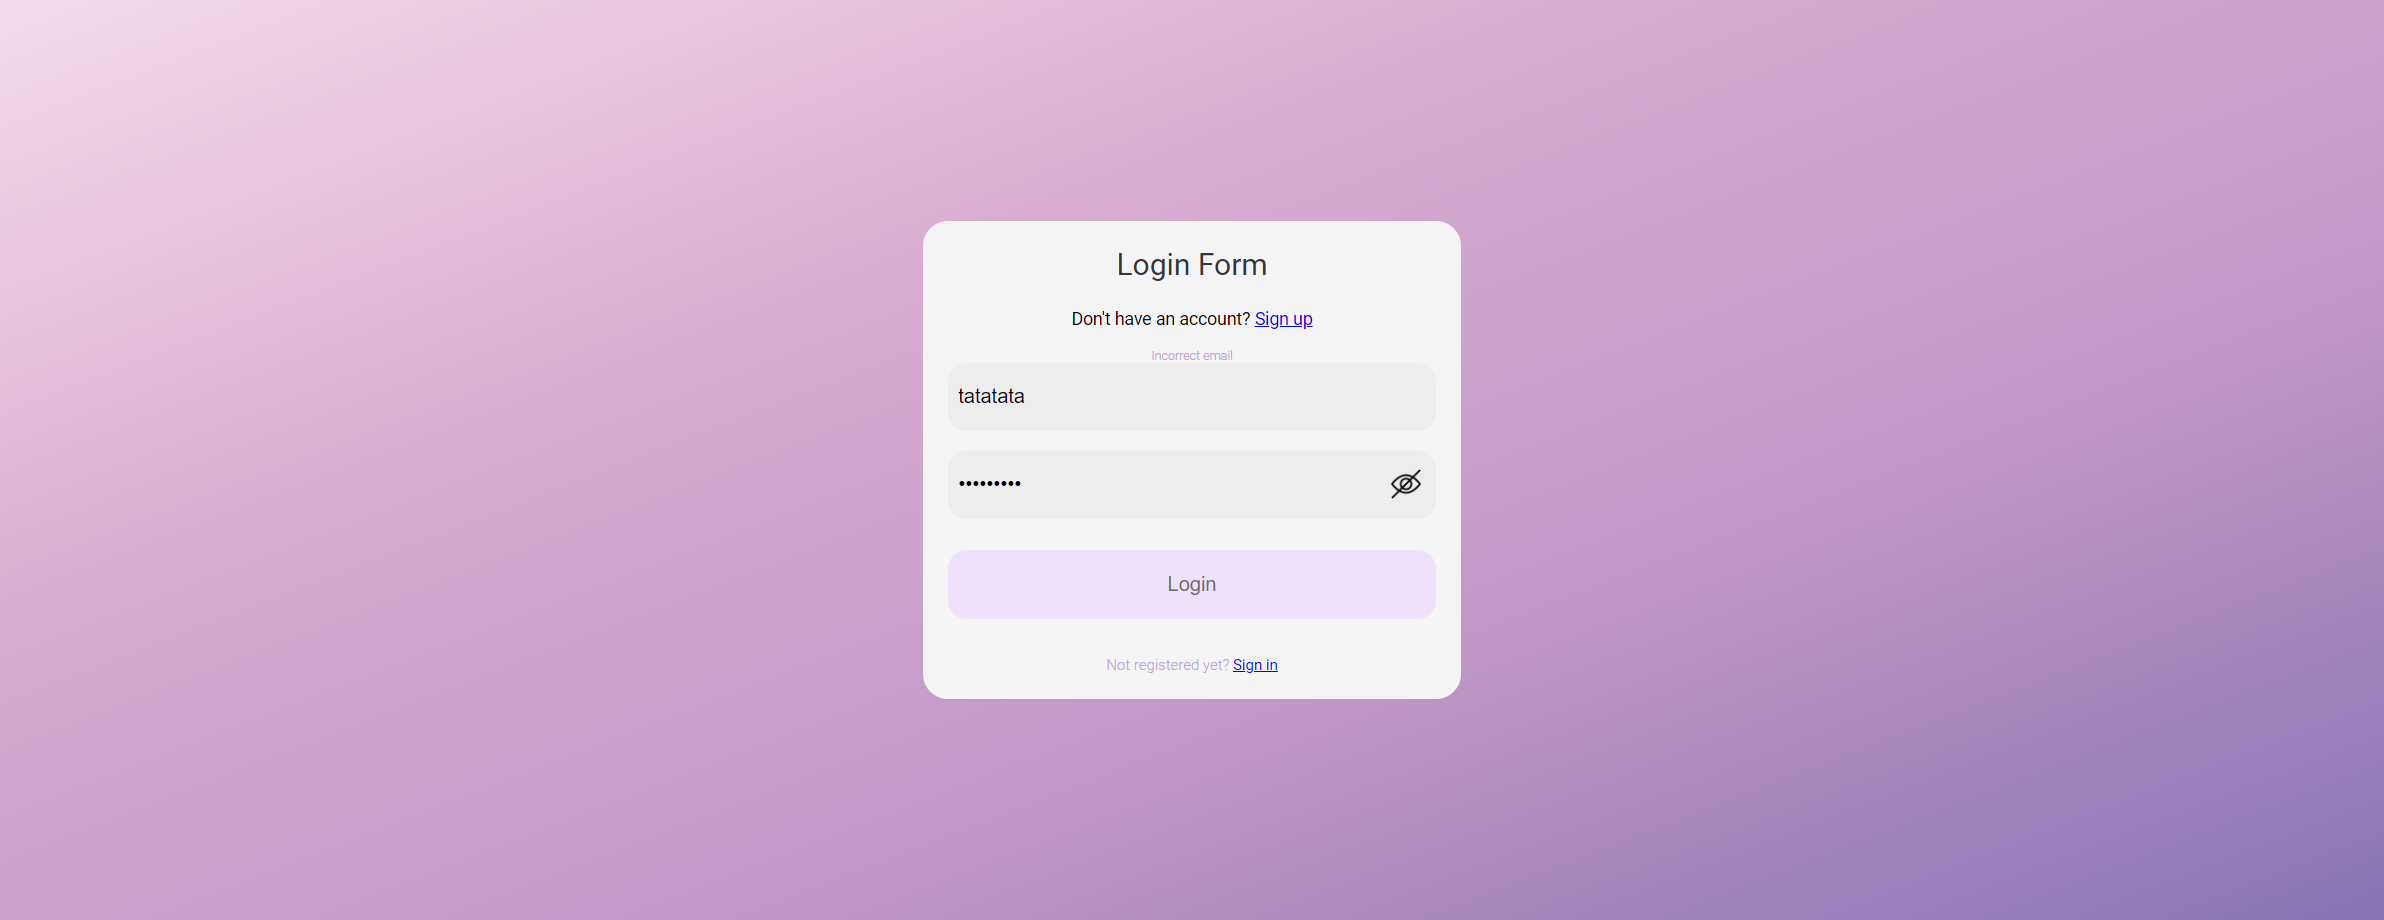 Login Form
Don't have an account? Sign up
Incorrect email
tatatata
•••••••••
Login
Not registered yet? Sign in